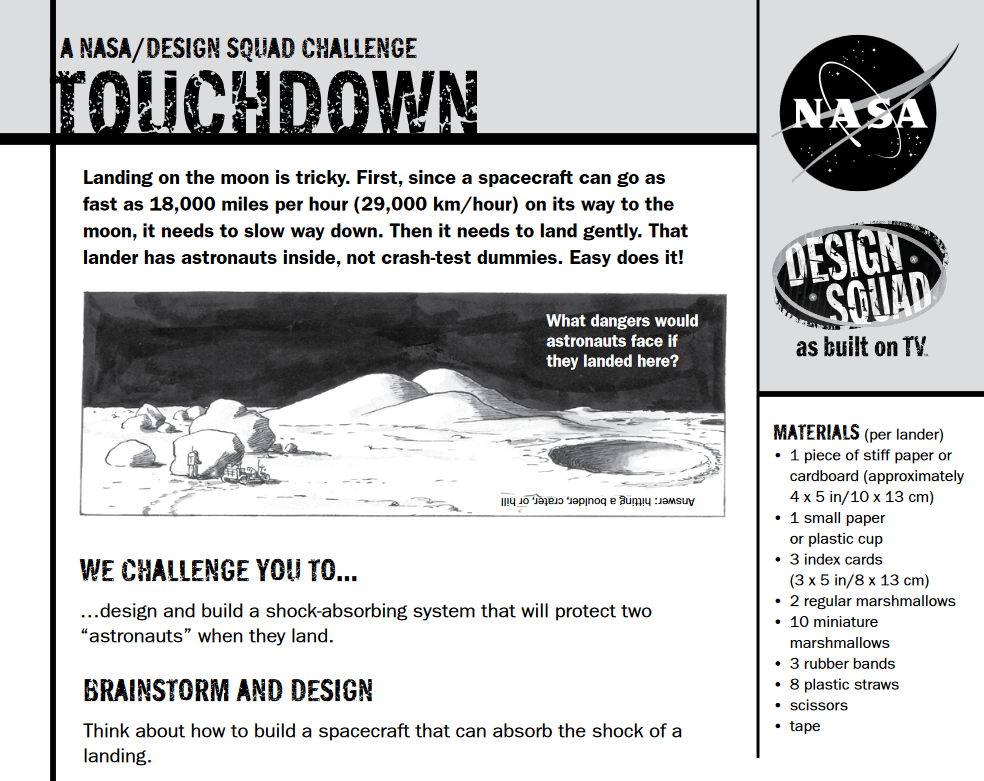 A NASA/DESIGN SQUAD CHALLENGE
TOUCHDOWN
Landing on the moon is tricky. First, since a spacecraft can go as
fast as 18,000 miles per hour (29,000 km/hour) on its way to the
moon, it needs to slow way down. Then it needs to land gently. That
lander has astronauts inside, not crash-test dummies. Easy does it!
What dangers would
astronauts face if
they landed here?
Answer: hitting a boulder, crater, or hill
WE CHALLENGE YOU TO...
…design and build a shock-absorbing system that will protect two
“astronauts” when they land.
BRAINSTORM AND DESIGN
Think about how to build a spacecraft that can absorb the shock of a
landing.
NASA
DESIGN
SQUAD
as built on TV
MATERIALS (per lander)
• 1 piece of stiff paper or
cardboard (approximately
4 x 5 in/10 x 13 cm)
• 1 small paper
or plastic cup
• 3 index cards
(3 x 5 in/8 x 13 cm)
• 2 regular marshmallows
• 10 miniature
marshmallows
• 3 rubber bands
• 8 plastic straws
• scissors
• tape